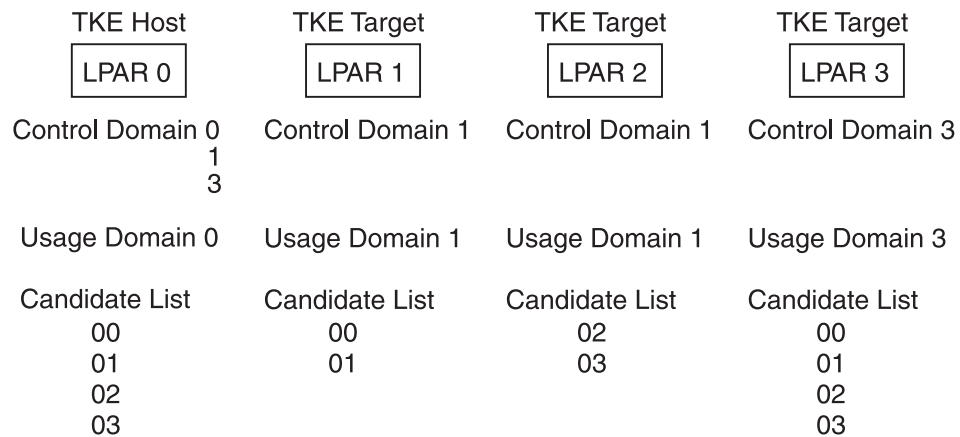 TKE Host TKE Target TKE Target TKE Target
LPAR 0 LPAR 1 LPAR 2 LPAR 3
Control Domain 0 Control Domain 1 Control Domain 1 Control Domain 3
1
3
Usage Domain 0 Usage Domain 1 Usage Domain 1 Usage Domain 3
Candidate List Candidate List Candidate List Candidate List
00 00 02 00
01 01 03 01
02 02
03 03